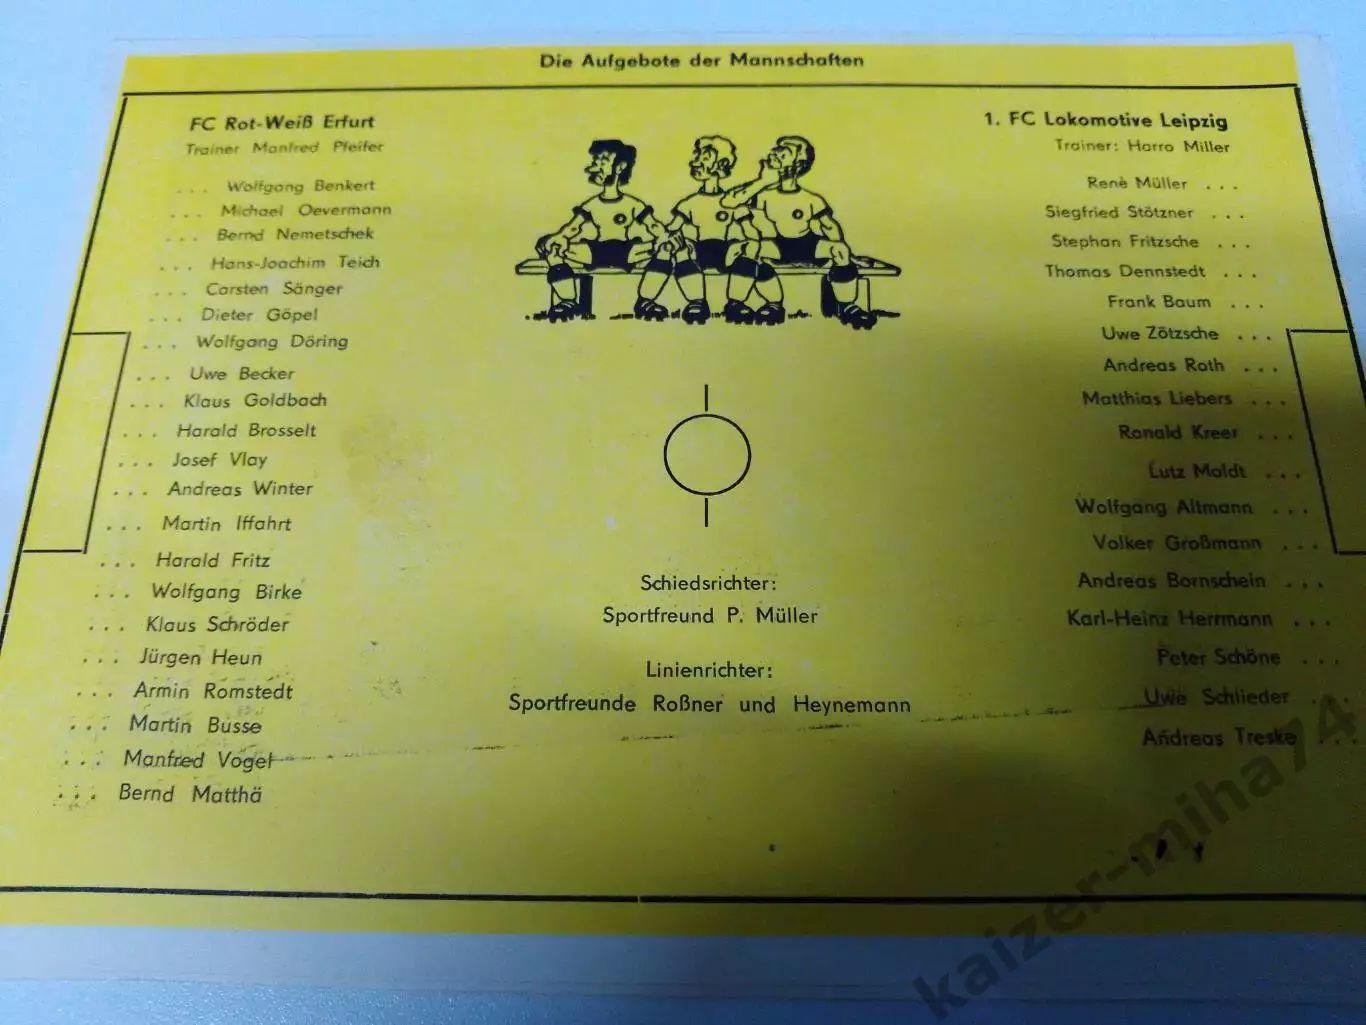 Die Aufgebote der Mannschaften
FC Rot-Weiß Erfurt
Trainer Manfred Pfeifer
. . . Wolfgang Benkert
. . . Michael Oevermann
. . . Bernd Nemetschek
. . . Hans-Joachim Teich
. . . Carsten Sänger
. . . Dieter Göpel
. . . Wolfgang Döring
. . . Uwe Becker
. . . Klaus Goldbach
. . . Harald Brosselt
. . . Josef Vlay
. . . Andreas Winter
. . . Martin Iffahrt
. . . Harald Fritz
. . . Wolfgang Birke
. . . Klaus Schröder
. . . Jürgen Heun
. . . Armin Romstedt
. . . Martin Busse
. . . Manfred Vogel
. . . Bernd Matthä
Schiedsrichter:
Sportfreund P. Müller
Linienrichter:
Sportfreunde Roßner und Heynemann
1. FC Lokomotive Leipzig
Trainer: Harro Miller
Renè Müller . . .
Siegfried Stötzner . . .
Stephan Fritzsche . . .
Thomas Dennstedt . . .
Frank Baum . . .
Uwe Zötzsche . . .
Andreas Roth . . .
Matthias Liebers . . .
Ronald Kreer . . .
Lutz Moldt . . .
Wolfgang Altmann . . .
Volker Großmann . . .
Andreas Bornschein . . .
Karl-Heinz Herrmann . . .
Peter Schöne . . .
Uwe Schlieder . . .
Andreas Treske . . .
kaizer-miha74